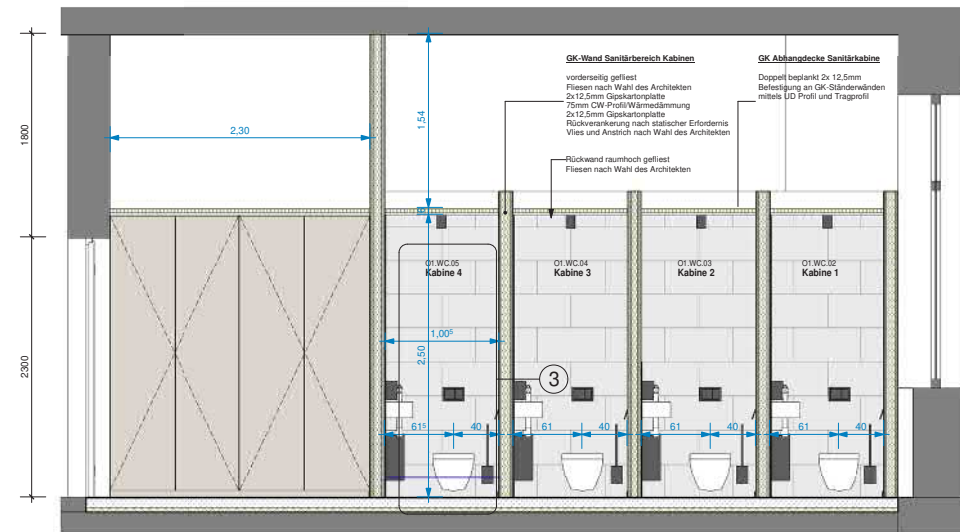 GK-Wand Sanitärbereich Kabinen
vorderseitig gefliest
Fliesen nach Wahl des Architekten
2x12,5mm Gipskartonplatte
75mm CW-Profil/Wärmedämmung
2x12,5mm Gipskartonplatte
Rückverankerung nach statischer Erfordernis
Vlies und Anstrich nach Wahl des Architekten
Rückwand raumhoch gefliest
Fliesen nach Wahl des Architekten
GK Abhangdecke Sanitärkabine
Doppelt beplankt 2x 12,5mm
Befestigung an GK-Ständerwänden
mittels UD Profil und Tragprofil
1800
2300
2,30
1,54
2,50
1,00⁵
O1.WC.05
Kabine 4
O1.WC.04
Kabine 3
O1.WC.03
Kabine 2
O1.WC.02
Kabine 1
3
61⁵ 40 61 40 61 40 61 40